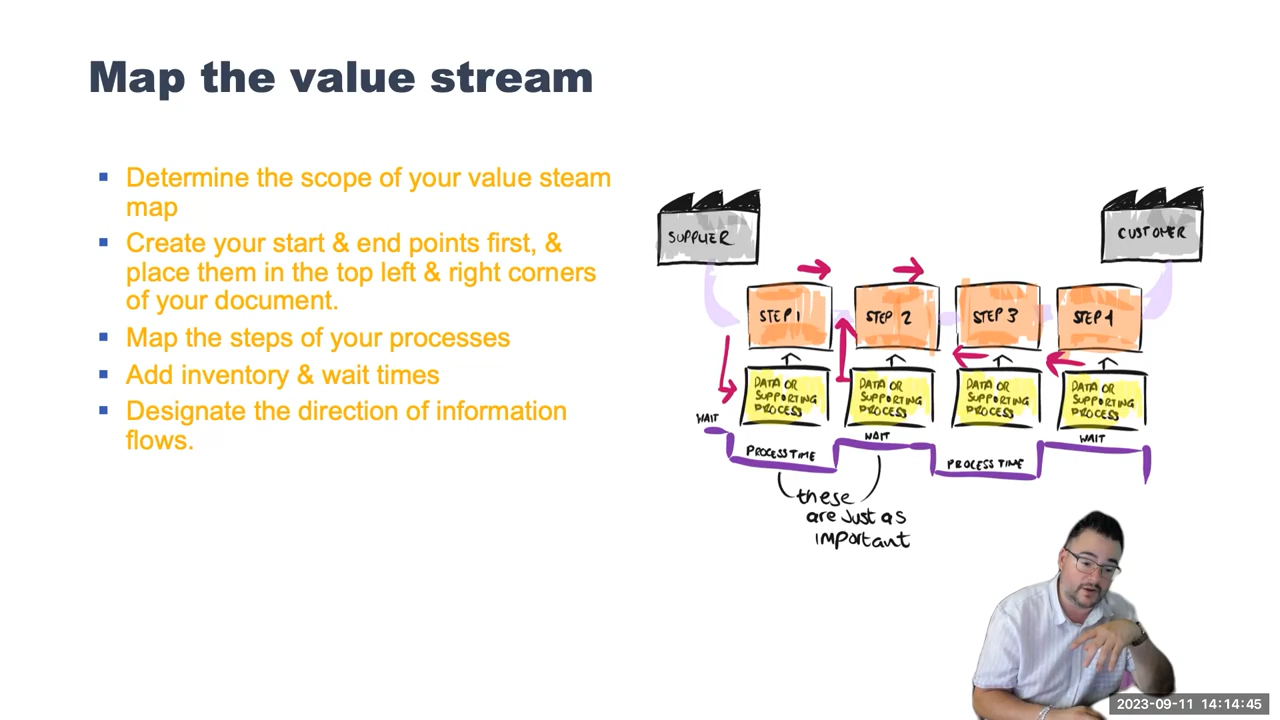 Map the value stream
Determine the scope of your value steam
map
Create your start & end points first, &
place them in the top left & right corners
of your document.
Map the steps of your processes
Add inventory & wait times
Designate the direction of information
flows.
SUPPLIER
CUSTOMER
STEP 1
STEP 2
STEP 3
STEP 4
DATA OR
SUPPORTING
PROCESS
DATA OR
SUPPORTING
PROCESS
DATA OR
SUPPORTING
PROCESS
DATA OR
SUPPORTING
PROCESS
WAIT
PROCESS TIME
WAIT
PROCESS TIME
WAIT
these
are just as
important
2023-09-11 14:14:45